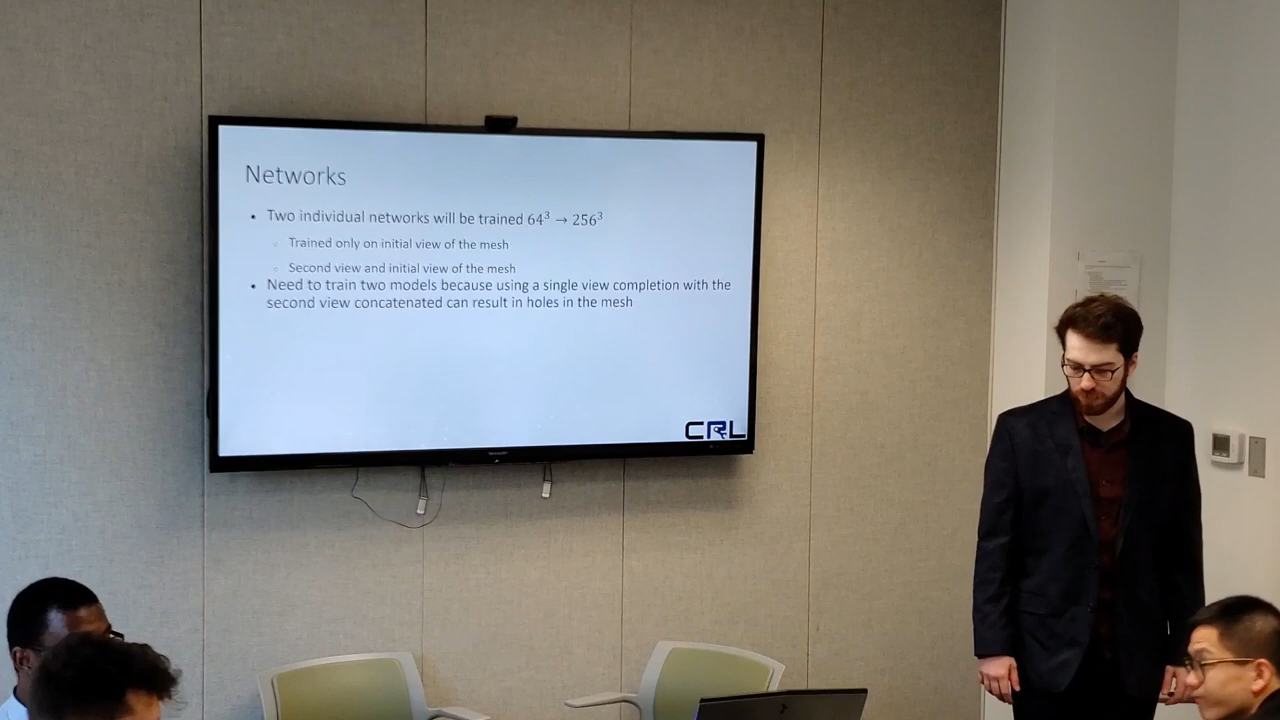 Networks
• Two individual networks will be trained 64³ → 256³
○ Trained only on initial view of the mesh
○ Second view and initial view of the mesh
• Need to train two models because using a single view completion with the
second view concatenated can result in holes in the mesh
CRL